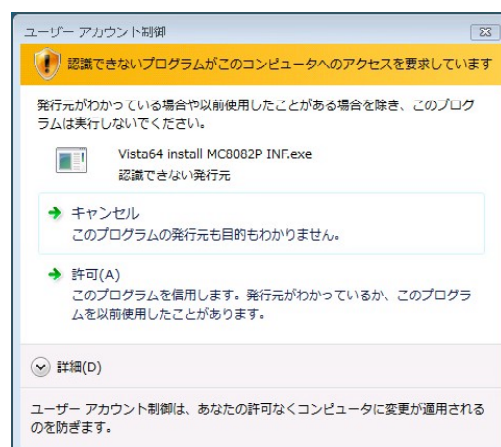 ユーザー アカウント制御
認識できないプログラムがこのコンピュータへのアクセスを要求しています
発行元がわかっている場合や以前使用したことがある場合を除き、このプログ
ラムは実行しないでください。
Vista64 install MC8082P INF.exe
認識できない発行元
キャンセル
このプログラムの発行元も目的もわかりません。
許可(A)
このプログラムを信用します。発行元がわかっているか、このプログラ
ムを以前使用したことがあります。
詳細(D)
ユーザー アカウント制御は、あなたの許可なくコンピュータに変更が適用される
のを防ぎます。